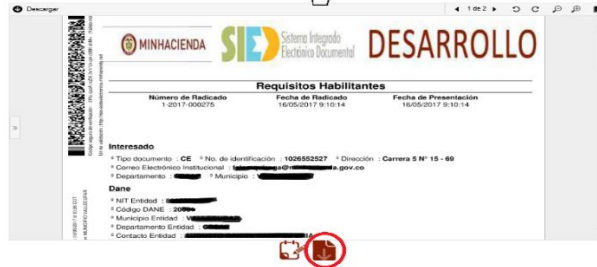 Descargar
1 de 2
MINHACIENDA
SIED
Sistema Integrado
Electrónico Documental
DESARROLLO
Requisitos Habilitantes
Número de Radicado Fecha de Radicado Fecha de Presentación
1-2017-000275 16/05/2017 9:10:14 16/05/2017 9:10:14
Interesado
º Tipo documento : CE º No. de identificación : 1026552527 º Dirección : Carrera 5 Nº 15 - 69
º Correo Electrónico Institucional : .gov.co
º Departamento : º Municipio : V
Dane
º NIT Entidad :
º Código DANE : 200
º Municipio Entidad : V
º Departamento Entidad :
º Contacto Entidad :